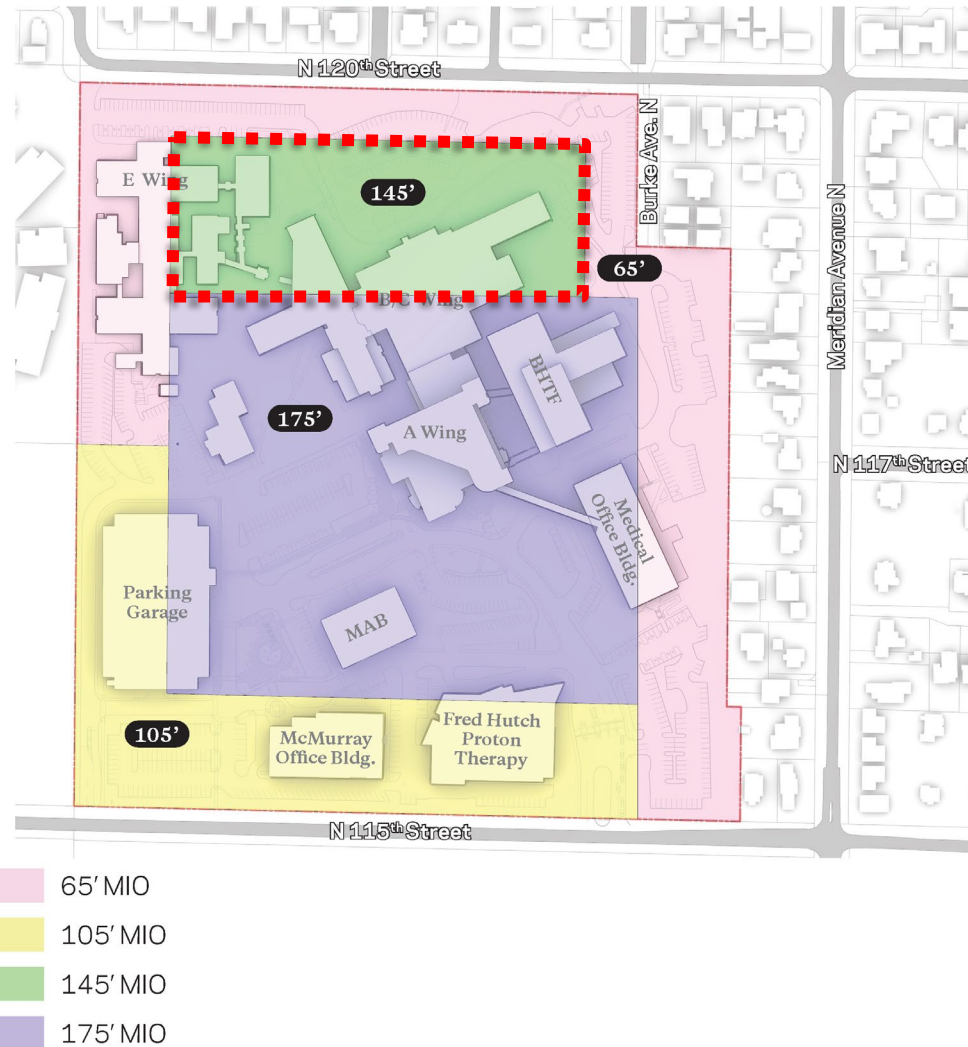 N 120th Street
Burke Ave. N
E Wing
145'
65'
Meridian Avenue N
B/C Wing
BHTF
175'
A Wing
N 117th Street
Medical
Office Bldg.
Parking
Garage
MAB
105'
McMurray
Office Bldg.
Fred Hutch
Proton
Therapy
N 115th Street
65' MIO
105' MIO
145' MIO
175' MIO